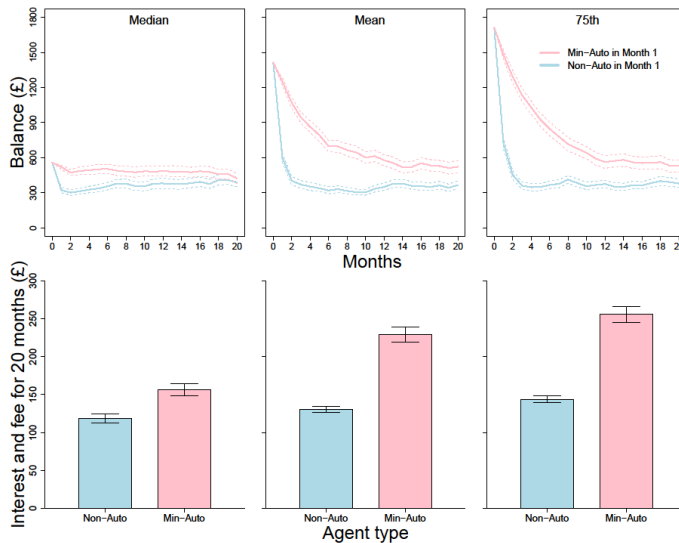 Median
Mean
75th
Balance (£)
1800
1500
1200
900
600
300
0
Min−Auto in Month 1
Non−Auto in Month 1
0 2 4 6 8 10 12 14 16 18 20
0 2 4 6 8 10 12 14 16 18 20
0 2 4 6 8 10 12 14 16 18 20
Months
Interest and fee for 20 months (£)
300
250
200
150
100
50
0
Non−Auto Min−Auto
Non−Auto Min−Auto
Non−Auto Min−Auto
Agent type